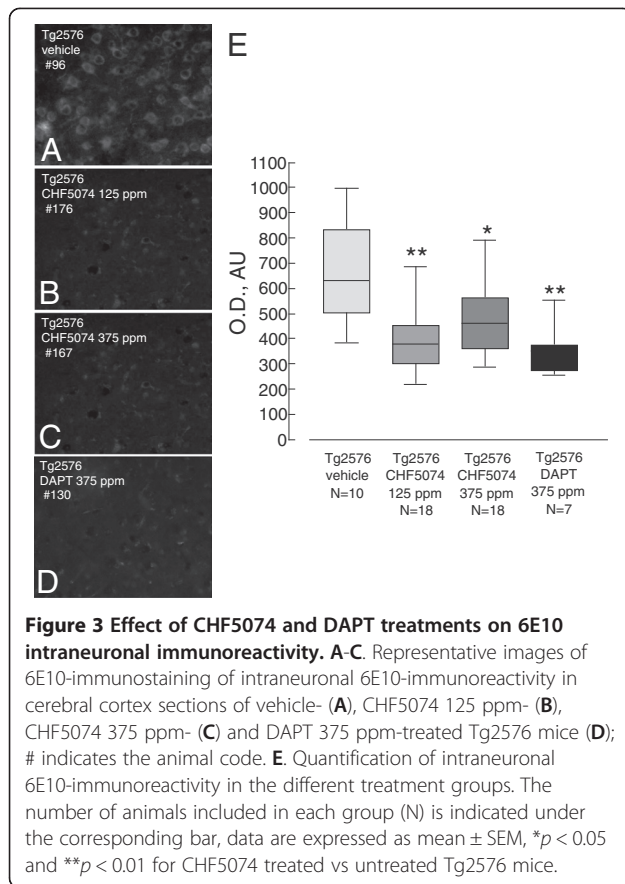 Tg2576
vehicle
#96
A
Tg2576
CHF5074 125 ppm
#176
B
Tg2576
CHF5074 375 ppm
#167
C
Tg2576
DAPT 375 ppm
#130
D
E
O.D., AU
1100
1000
900
800
700
600
500
400
300
200
100
0
**
*
**
Tg2576
vehicle
N=10
Tg2576
CHF5074
125 ppm
N=18
Tg2576
CHF5074
375 ppm
N=18
Tg2576
DAPT
375 ppm
N=7
Figure 3 Effect of CHF5074 and DAPT treatments on 6E10
intraneuronal immunoreactivity. A-C. Representative images of
6E10-immunostaining of intraneuronal 6E10-immunoreactivity in
cerebral cortex sections of vehicle- (A), CHF5074 125 ppm- (B),
CHF5074 375 ppm- (C) and DAPT 375 ppm-treated Tg2576 mice (D);
# indicates the animal code. E. Quantification of intraneuronal
6E10-immunoreactivity in the different treatment groups. The
number of animals included in each group (N) is indicated under
the corresponding bar, data are expressed as mean ± SEM, *p < 0.05
and **p < 0.01 for CHF5074 treated vs untreated Tg2576 mice.